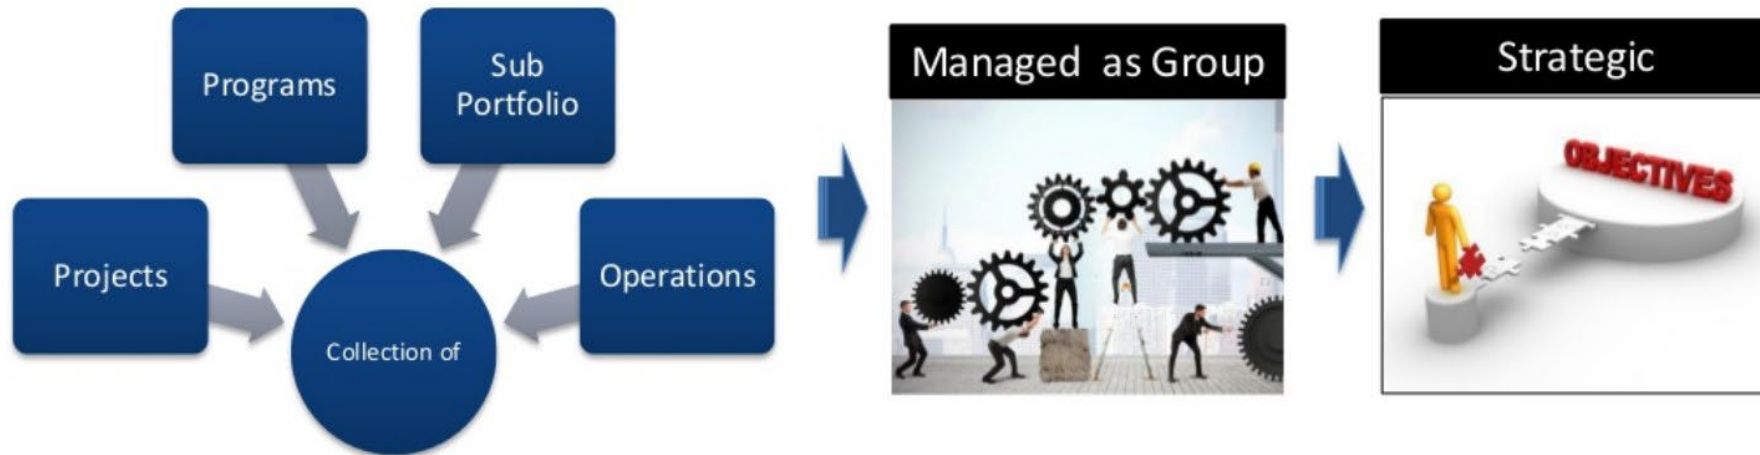 Programs
Sub
Portfolio
Projects
Operations
Collection of
Managed as Group
Strategic
OBJECTIVES